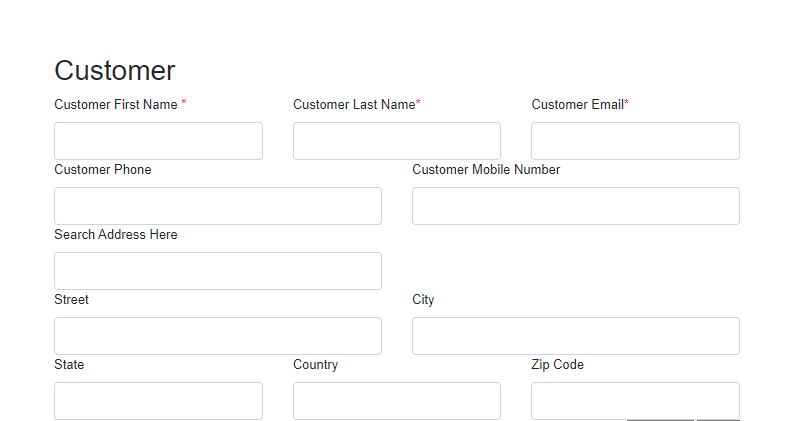 Customer
Customer First Name * Customer Last Name* Customer Email*
Customer Phone Customer Mobile Number
Search Address Here
Street City
State Country Zip Code